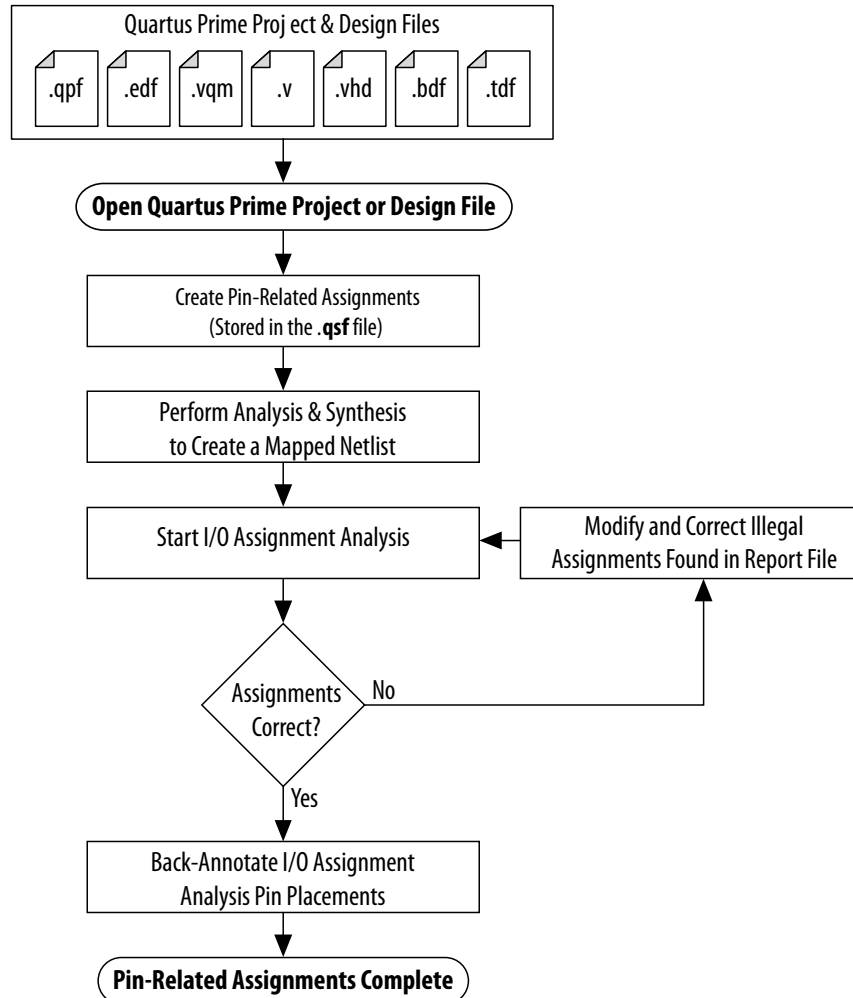 Quartus Prime Proj ect & Design Files
.qpf .edf .vqm .v .vhd .bdf .tdf
Open Quartus Prime Project or Design File
Create Pin-Related Assignments
(Stored in the .qsf file)
Perform Analysis & Synthesis
to Create a Mapped Netlist
Start I/O Assignment Analysis
Modify and Correct Illegal
Assignments Found in Report File
Assignments
Correct?
No
Yes
Back-Annotate I/O Assignment
Analysis Pin Placements
Pin-Related Assignments Complete